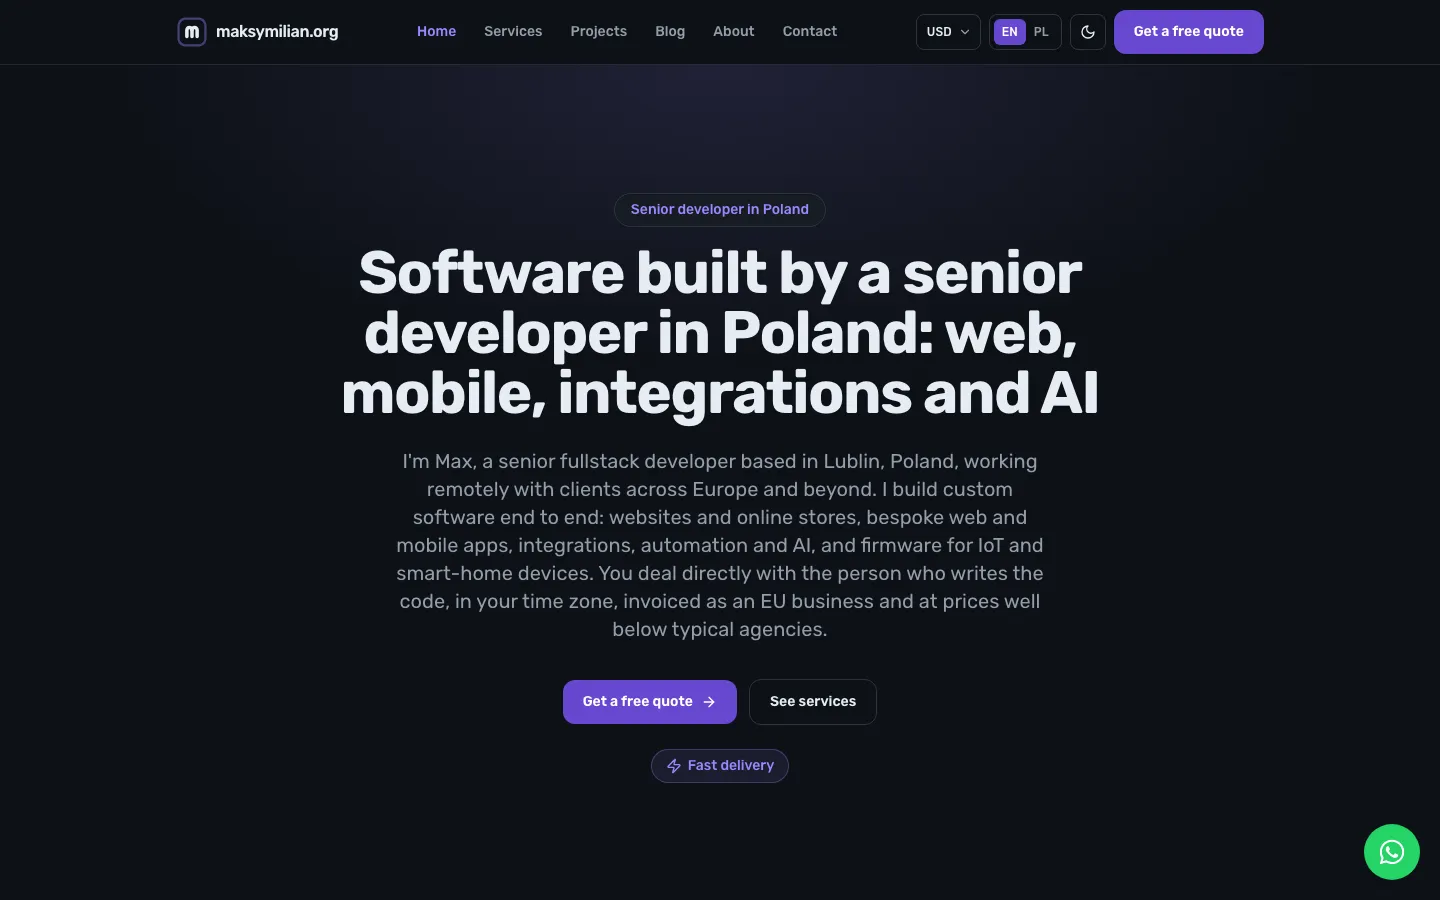 m maksymilian.org
Home Services Projects Blog About Contact
USD EN PL
Get a free quote
Senior developer in Poland
Software built by a senior
developer in Poland: web,
mobile, integrations and AI
I'm Max, a senior fullstack developer based in Lublin, Poland, working
remotely with clients across Europe and beyond. I build custom
software end to end: websites and online stores, bespoke web and
mobile apps, integrations, automation and AI, and firmware for IoT and
smart-home devices. You deal directly with the person who writes the
code, in your time zone, invoiced as an EU business and at prices well
below typical agencies.
Get a free quote
See services
Fast delivery